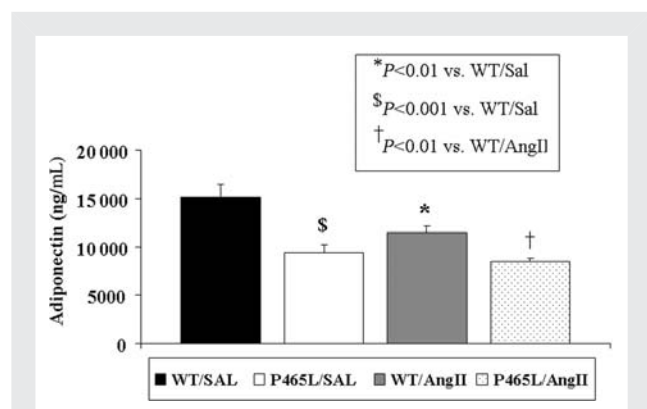 *P<0.01 vs. WT/Sal
$P<0.001 vs. WT/Sal
†P<0.01 vs. WT/AngII
Adiponectin (ng/mL)
20 000
15 000
10 000
5000
0
$
*
†
WT/SAL P465L/SAL WT/AngII P465L/AngII